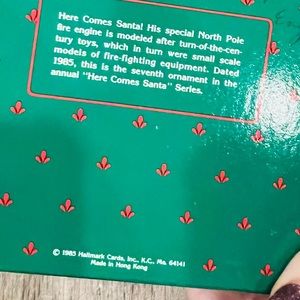 Here Comes Santa! His special North Pole
fire engine is modeled after turn-of-the-cen-
tury toys, which in turn were small scale
models of fire-fighting equipment. Dated
1985, this is the seventh ornament in the
annual "Here Comes Santa" Series.
© 1985 Hallmark Cards, Inc., K.C., Mo. 64141
Made in Hong Kong